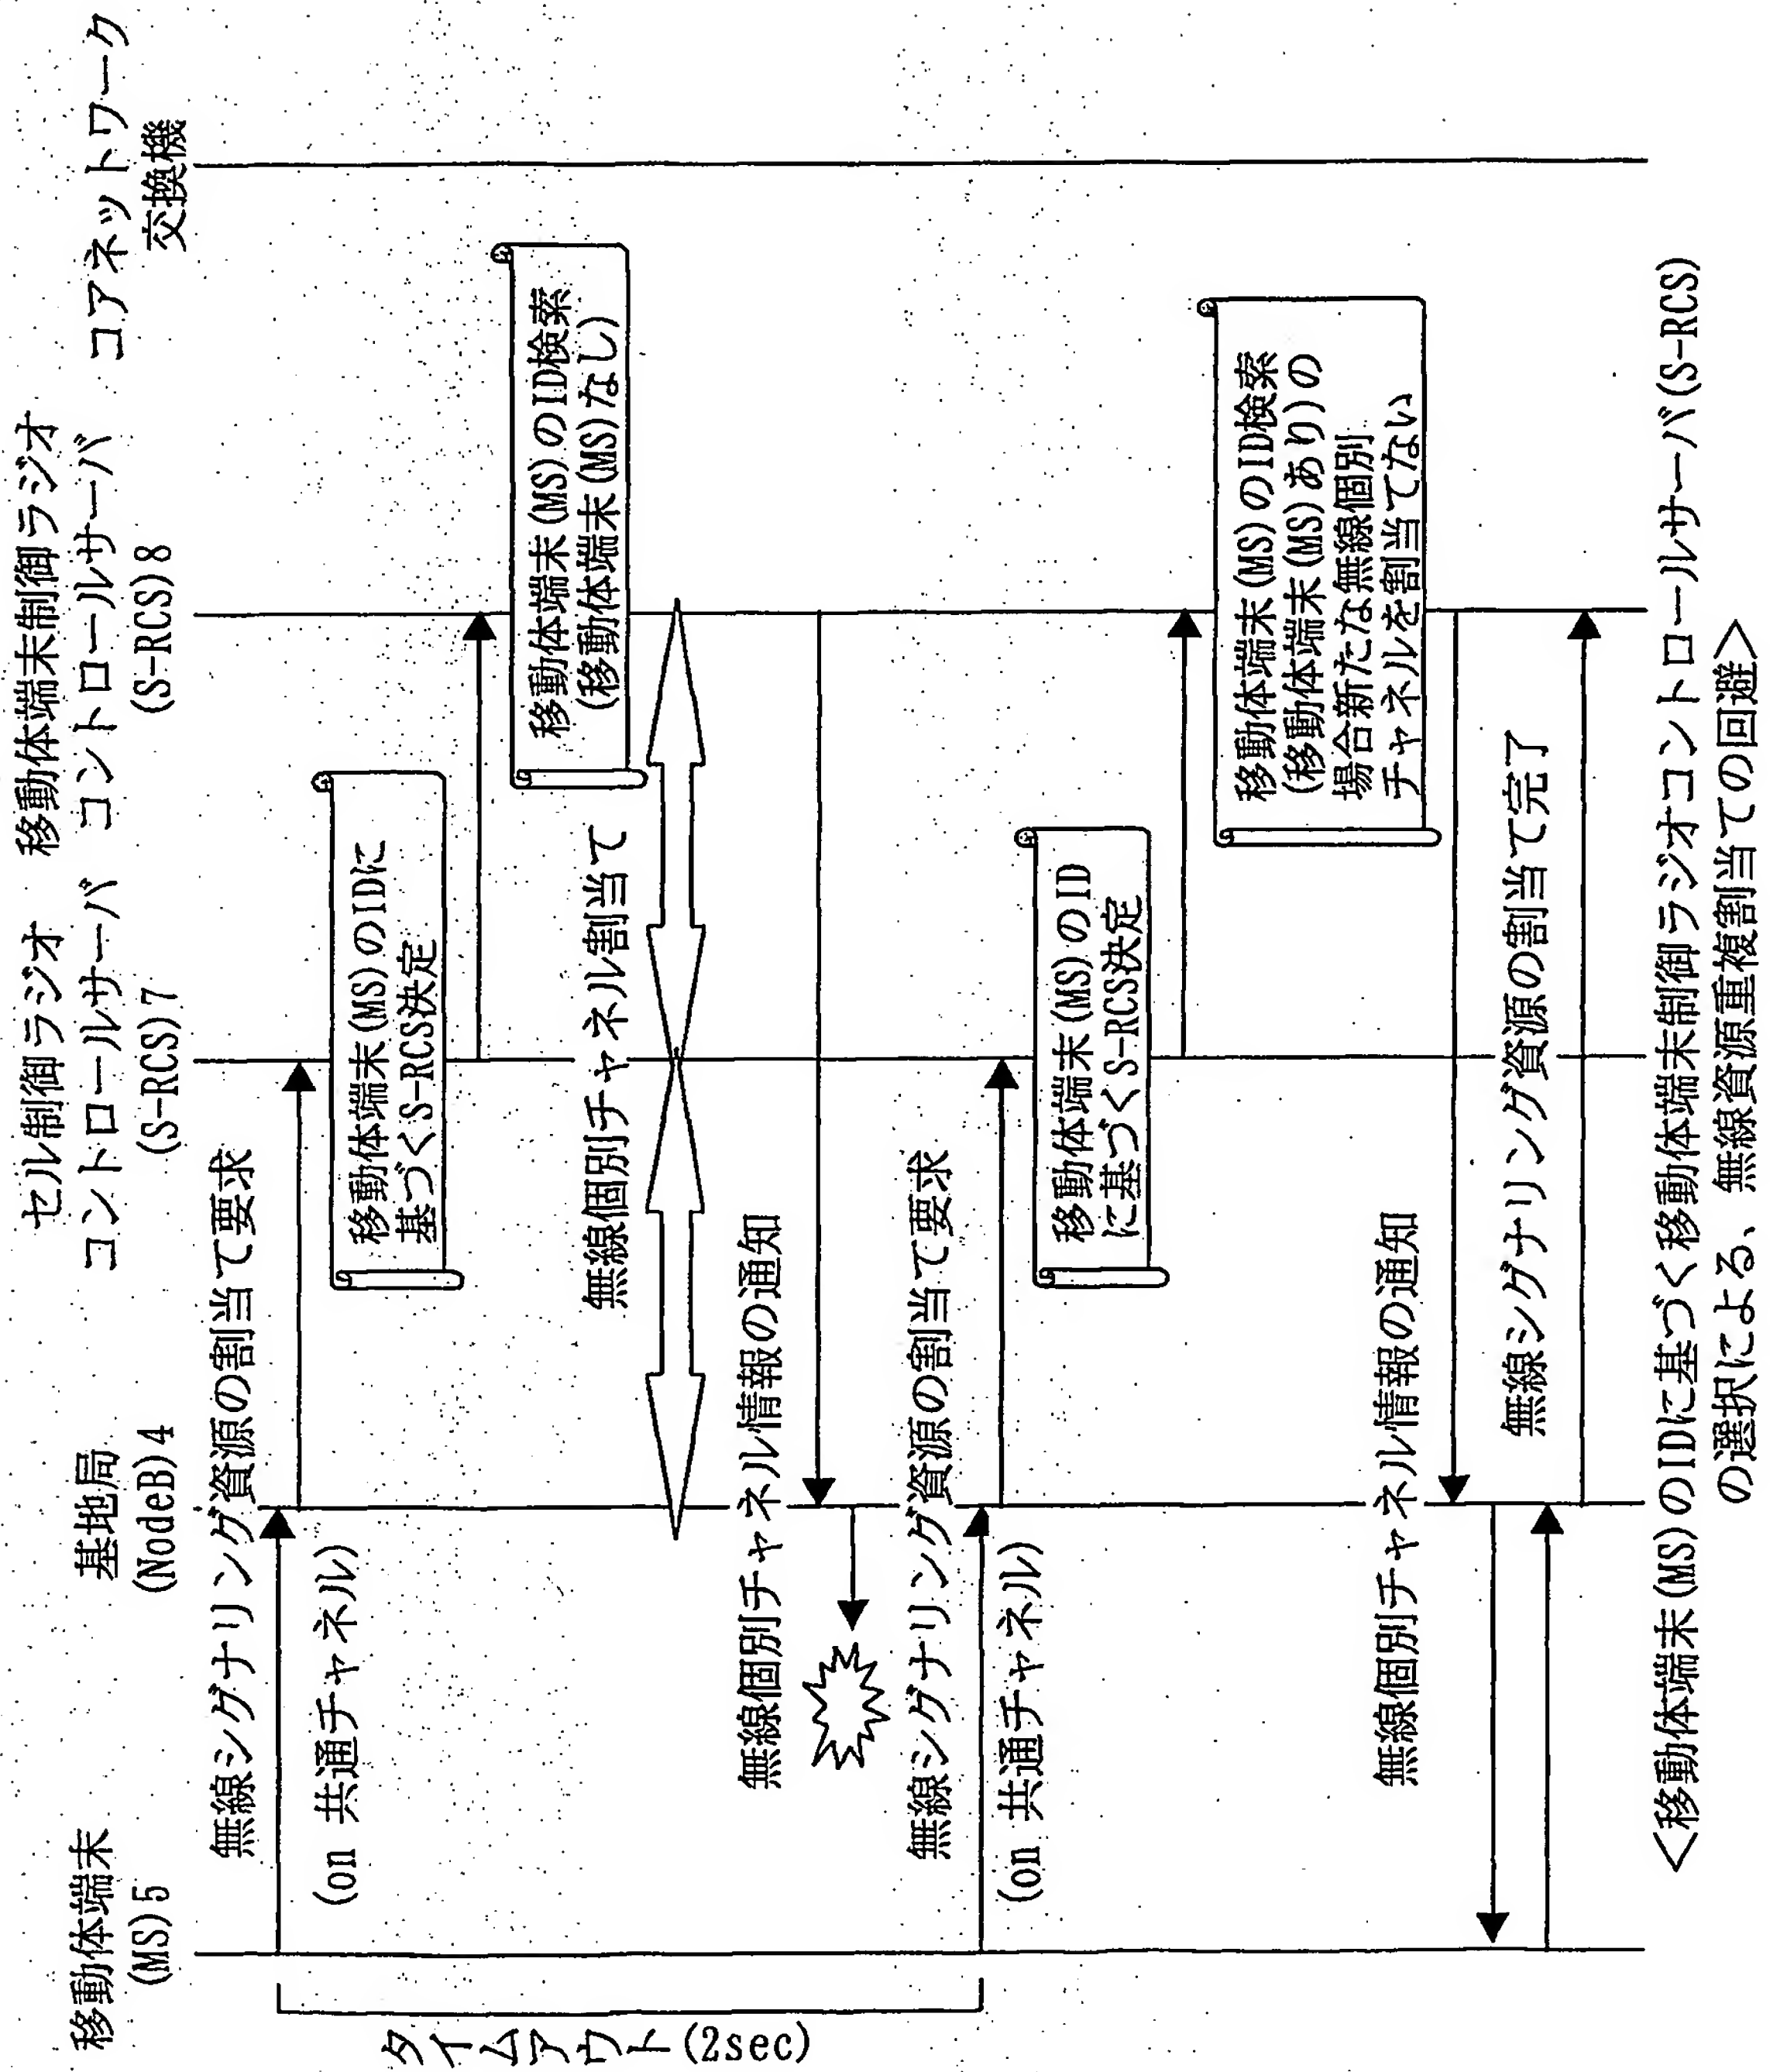 移動体端末
(MS)5
基地局
(NodeB)4
セル制御ラジオ
コントロールサーバ
(S-RCS)7
移動体端末制御ラジオ
コントロールサーバ
(S-RCS)8
コアネットワーク
交換機
タイムアウト(2sec)
無線シグナリング資源の割当て要求
(on 共通チャネル)
移動体端末(MS)のIDに
基づくS-RCS決定
移動体端末(MS)のID検索
(移動体端末(MS)なし)
無線個別チャネル割当て
無線個別チャネル情報の通知
無線シグナリング資源の割当て要求
(on 共通チャネル)
移動体端末(MS)のID
に基づくS-RCS決定
移動体端末(MS)のID検索
(移動体端末(MS)あり)の
場合新たな無線個別
チャネルを割当てない
無線個別チャネル情報の通知
無線シグナリング資源の割当て完了
<移動体端末(MS)のIDに基づく移動体端末制御ラジオコントロールサーバ(S-RCS)
の選択による、無線資源重複割当ての回避>